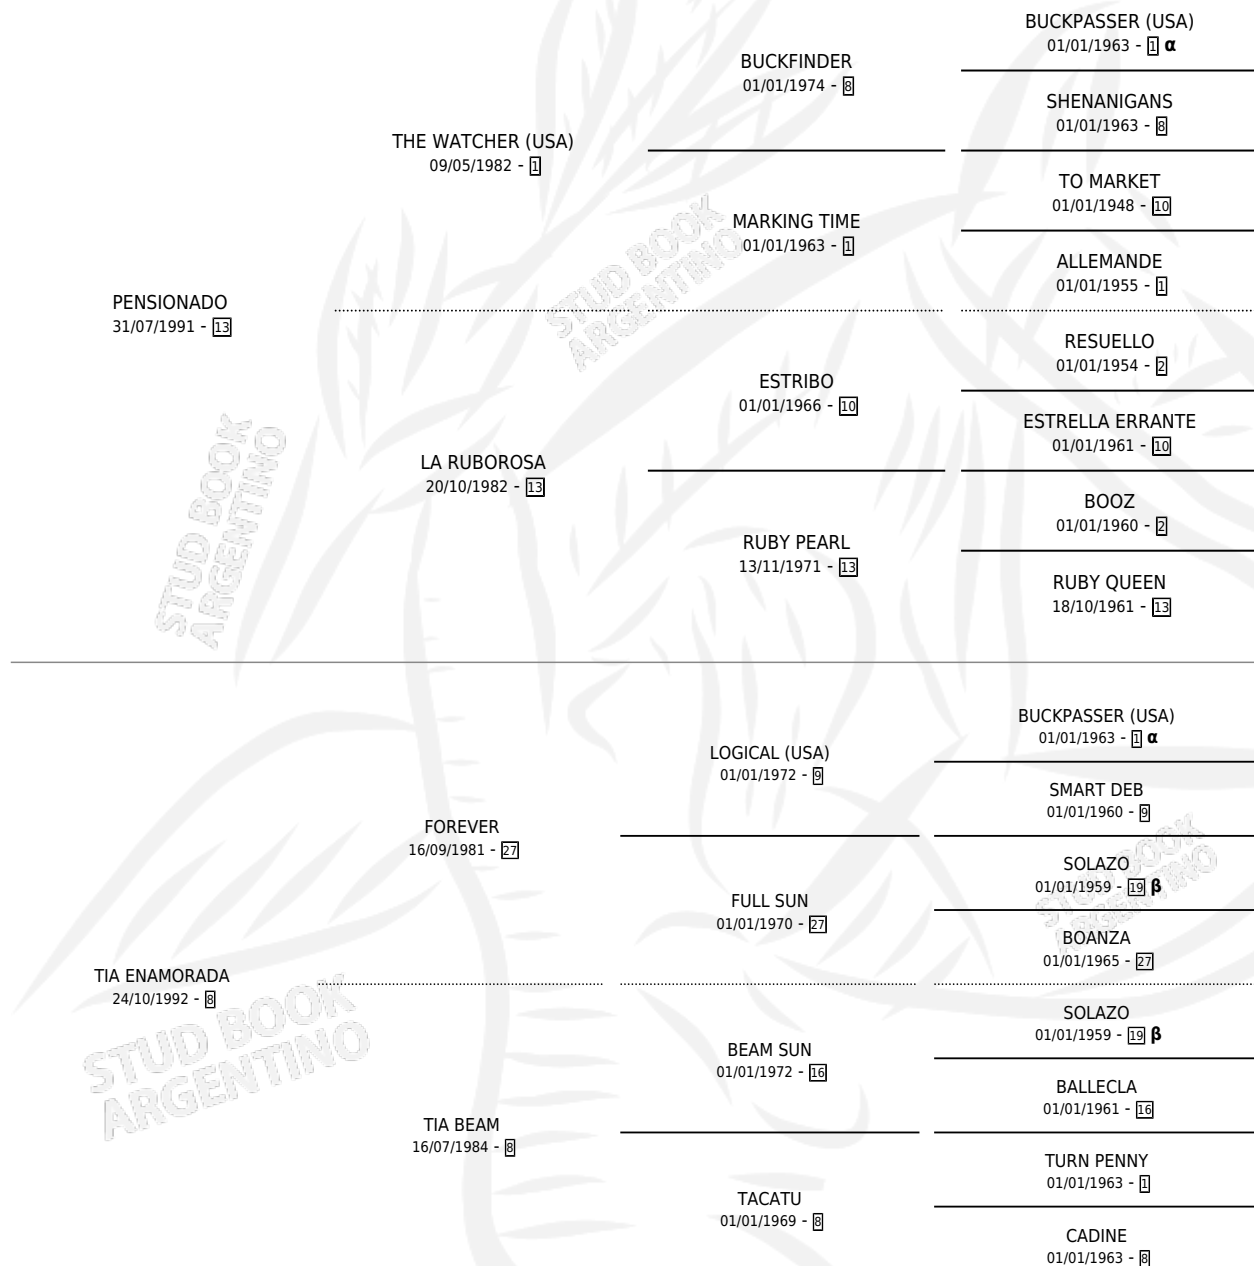 BUCKPASSER (USA)
01/01/1963 - 1 α
BUCKFINDER
01/01/1974 - 8
SHENANIGANS
01/01/1963 - 8
THE WATCHER (USA)
09/05/1982 - 1
TO MARKET
01/01/1948 - 10
MARKING TIME
01/01/1963 - 1
ALLEMANDE
01/01/1955 - 1
PENSIONADO
31/07/1991 - 13
RESUELLO
01/01/1954 - 2
ESTRIBO
01/01/1966 - 10
ESTRELLA ERRANTE
01/01/1961 - 10
LA RUBOROSA
20/10/1982 - 13
BOOZ
01/01/1960 - 2
RUBY PEARL
13/11/1971 - 13
RUBY QUEEN
18/10/1961 - 13
BUCKPASSER (USA)
01/01/1963 - 1 α
LOGICAL (USA)
01/01/1972 - 9
SMART DEB
01/01/1960 - 9
FOREVER
16/09/1981 - 27
SOLAZO
01/01/1959 - 19 β
FULL SUN
01/01/1970 - 27
BOANZA
01/01/1965 - 27
TIA ENAMORADA
24/10/1992 - 8
SOLAZO
01/01/1959 - 19 β
BEAM SUN
01/01/1972 - 16
BALLECLA
01/01/1961 - 16
TIA BEAM
16/07/1984 - 8
TURN PENNY
01/01/1963 - 1
TACATU
01/01/1969 - 8
CADINE
01/01/1963 - 8
STUD BOOK
ARGENTINO
STUD BOOK
ARGENTINO
STUD BOOK
ARGENTINO
STUD BOOK
ARGENTINO